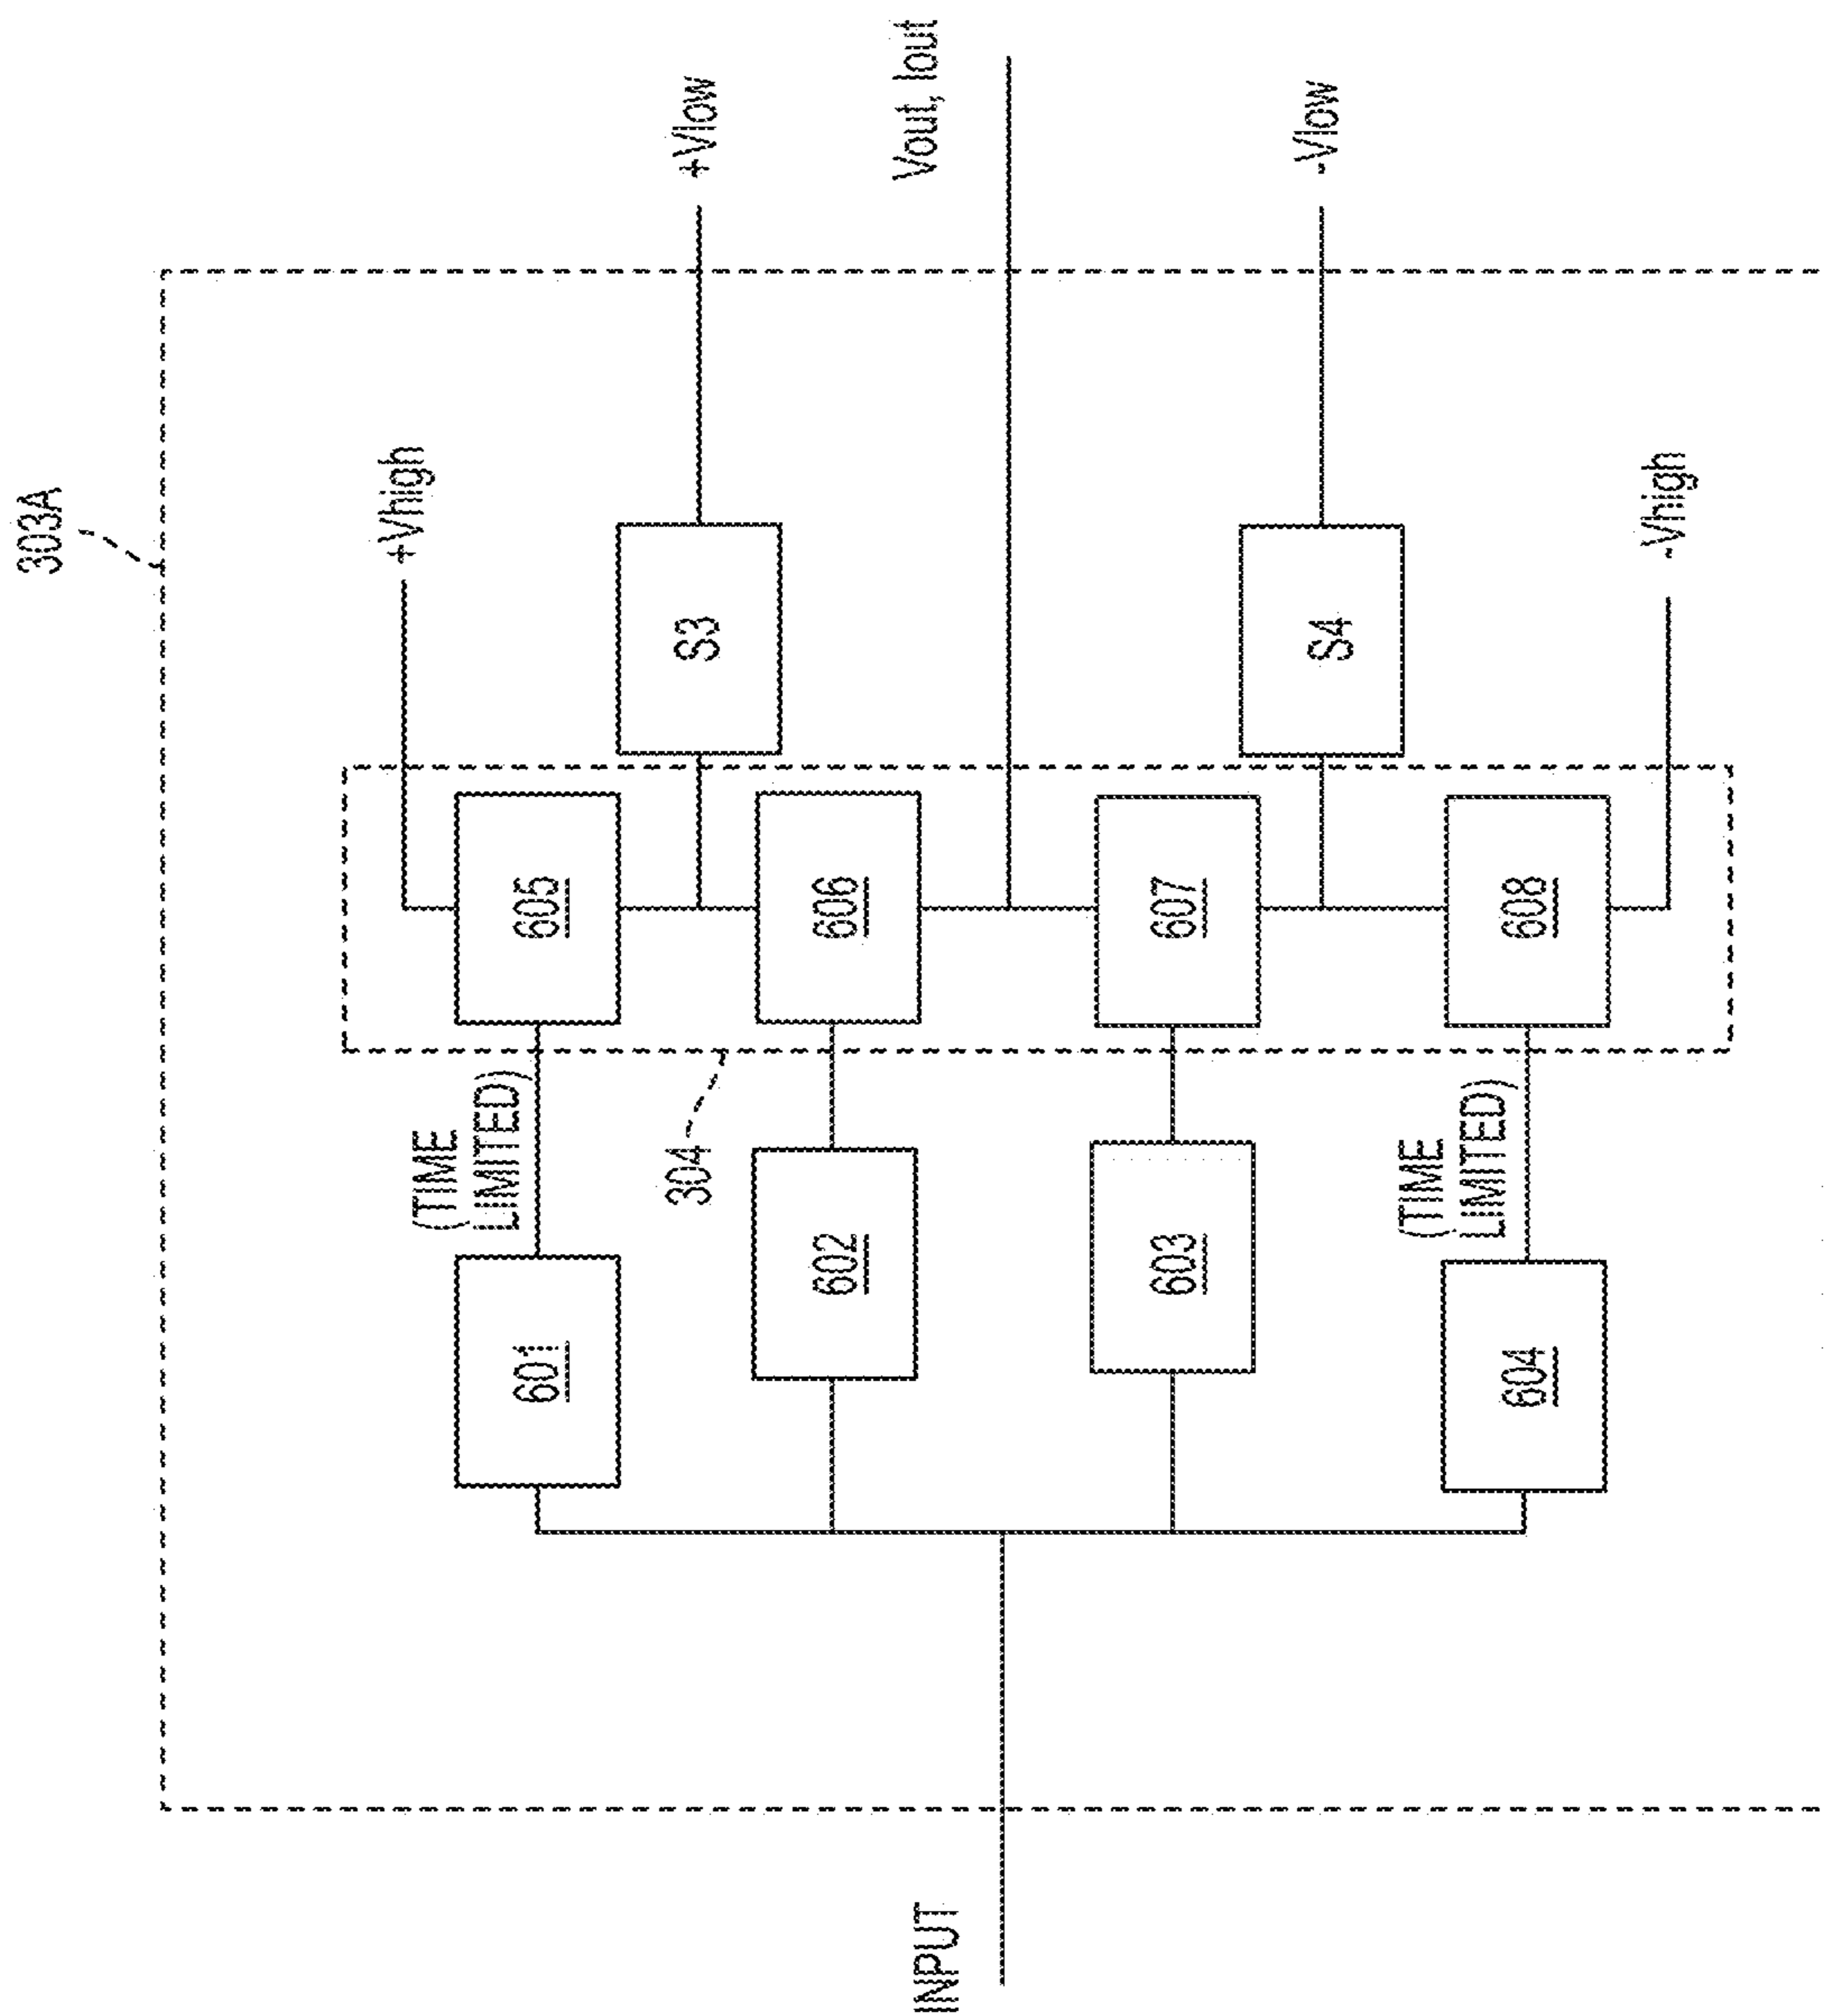 303A
+Vhigh
+Vlow
Vout, Iout
-Vlow
-Vhigh
S3
S4
605
606
607
608
(TIME
LIMITED)
304
(TIME
LIMITED)
601
602
603
604
INPUT